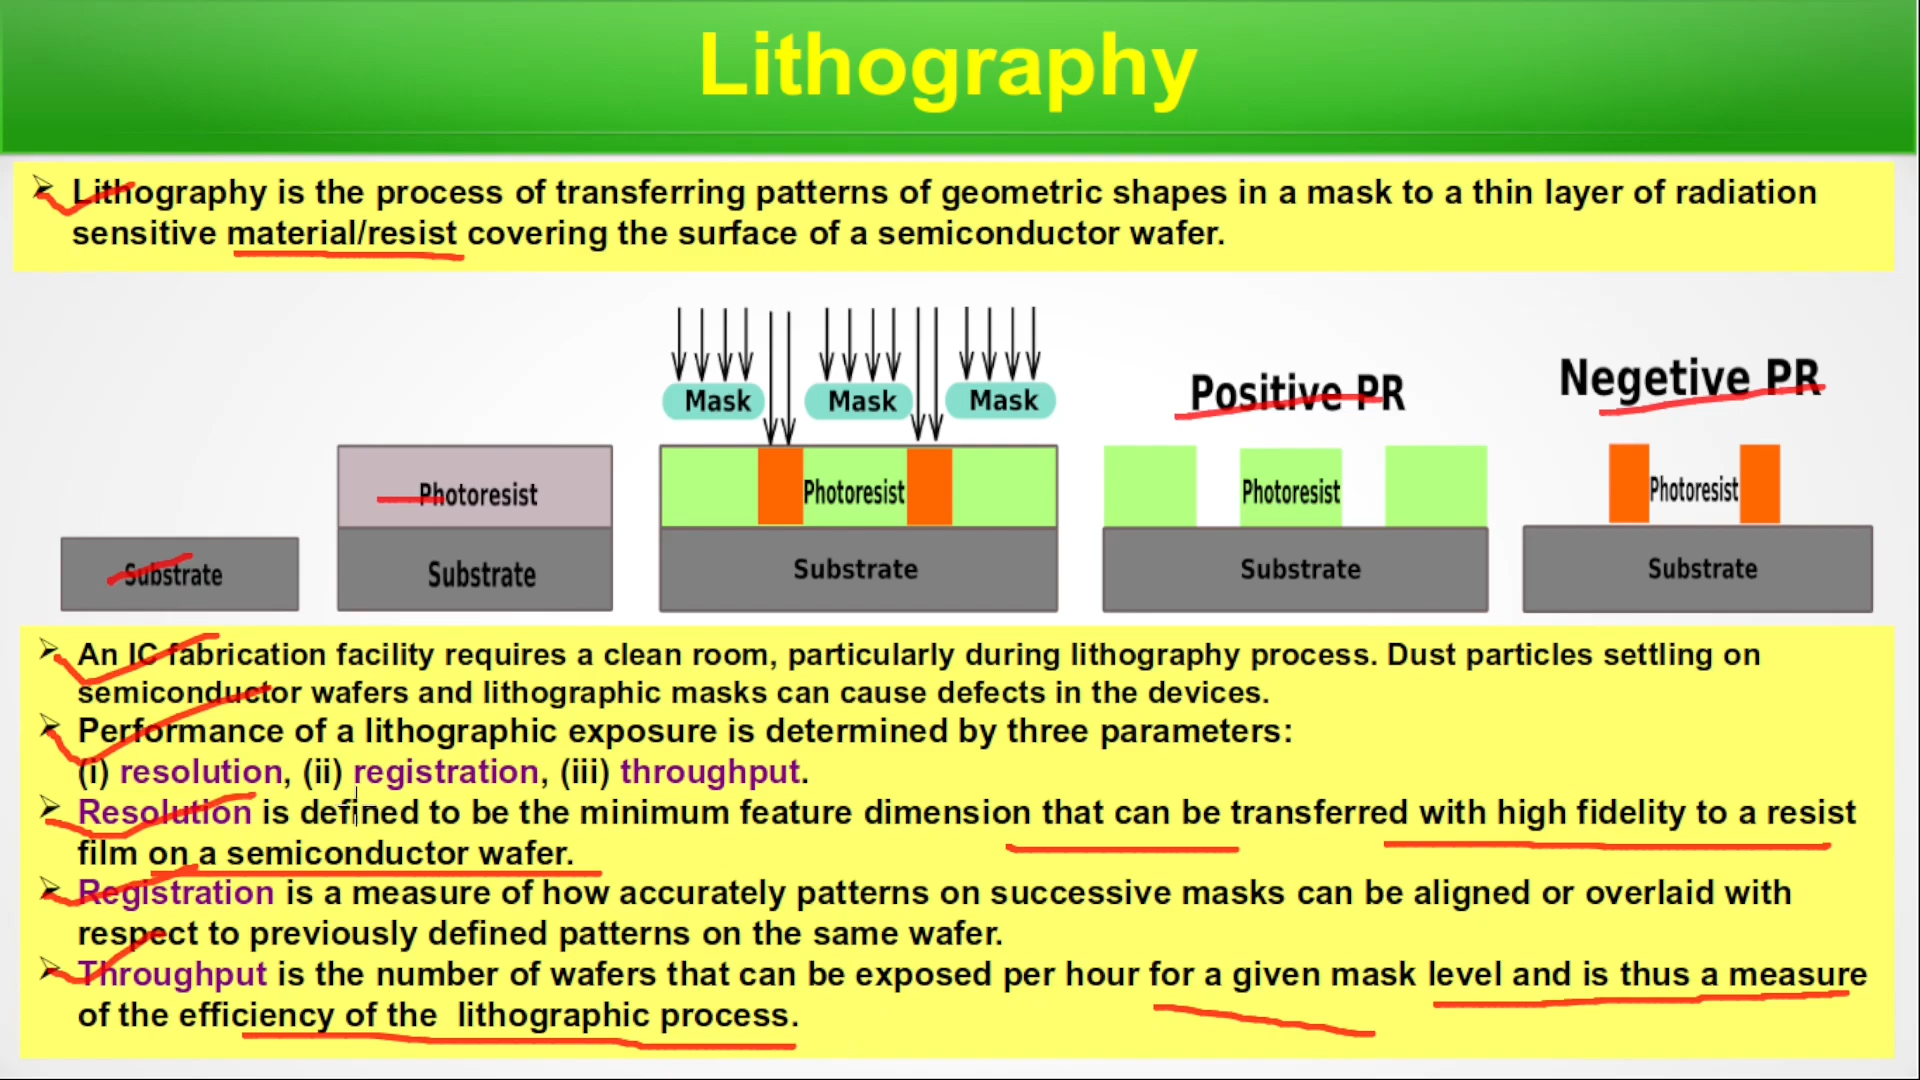 Lithography
➢ Lithography is the process of transferring patterns of geometric shapes in a mask to a thin layer of radiation
sensitive material/resist covering the surface of a semiconductor wafer.
Mask Mask Mask
Positive PR
Negetive PR
Photoresist
Photoresist
Photoresist
Photoresist
Substrate
Substrate
Substrate
Substrate
Substrate
➢ An IC fabrication facility requires a clean room, particularly during lithography process. Dust particles settling on
semiconductor wafers and lithographic masks can cause defects in the devices.
➢ Performance of a lithographic exposure is determined by three parameters:
(i) resolution, (ii) registration, (iii) throughput.
➢ Resolution is defined to be the minimum feature dimension that can be transferred with high fidelity to a resist
film on a semiconductor wafer.
➢ Registration is a measure of how accurately patterns on successive masks can be aligned or overlaid with
respect to previously defined patterns on the same wafer.
➢ Throughput is the number of wafers that can be exposed per hour for a given mask level and is thus a measure
of the efficiency of the lithographic process.